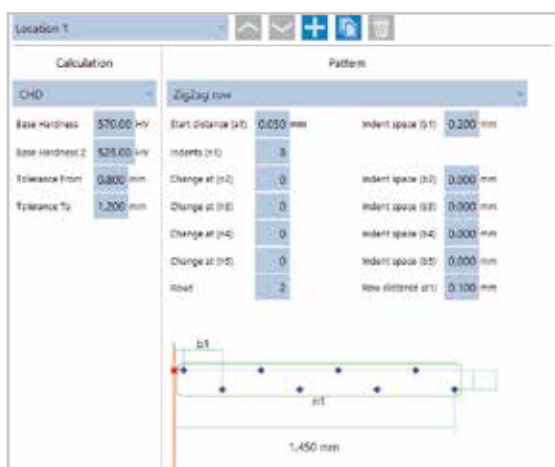 Location 1
Calculation
Pattern
CHD
ZigZag row
Base Hardness 570.00 HV
Start distance (a1) 0.050 mm
Indent space (b1) 0.200 mm
Base Hardness 2 525.00 HV
Indents (n1) 8
Tolerance From 0.800 mm
Change at (n2) 0
Indent space (b2) 0.000 mm
Tolerance To 1.200 mm
Change at (n3) 0
Indent space (b3) 0.000 mm
Change at (n4) 0
Indent space (b4) 0.000 mm
Change at (n5) 0
Indent space (b5) 0.000 mm
Rows 2
Row distance 0.100 mm
b1
n1
1.450 mm